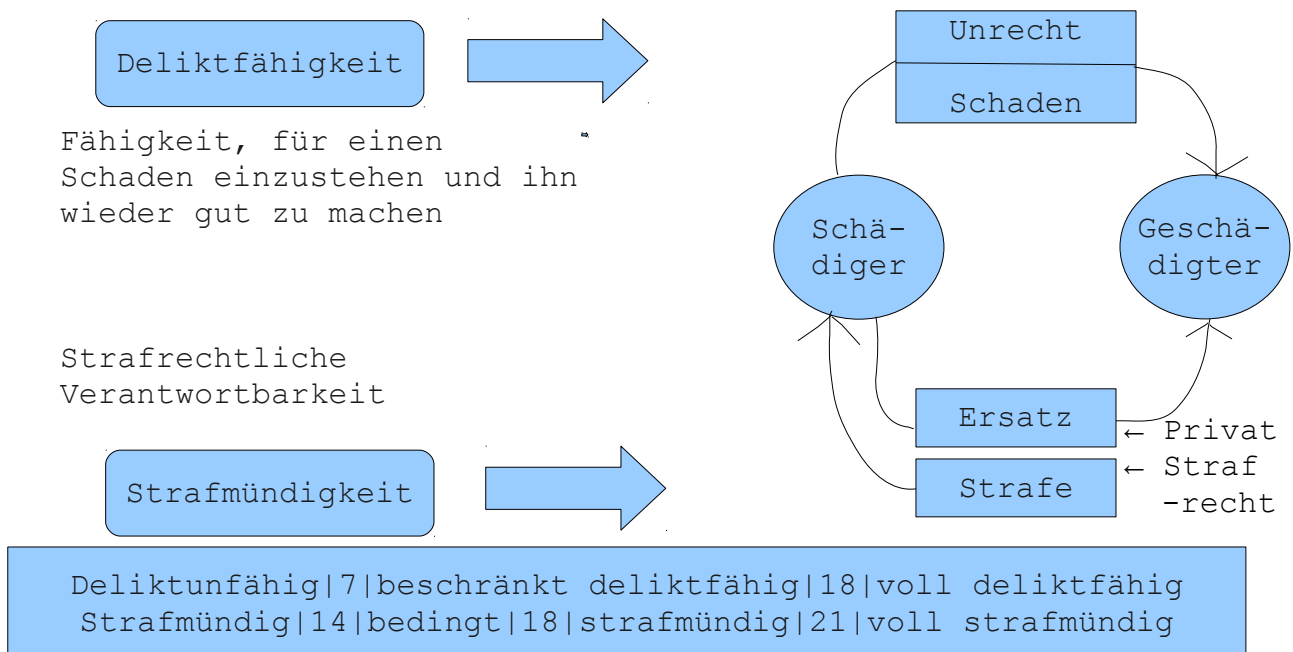 Deliktfähigkeit
Fähigkeit, für einen
Schaden einzustehen und ihn
wieder gut zu machen
Unrecht
Schaden
Schä-
diger
Geschä-
digter
Strafrechtliche
Verantwortbarkeit
Strafmündigkeit
Ersatz
← Privat
Strafe
← Straf
-recht
Deliktunfähig|7|beschränkt deliktfähig|18|voll deliktfähig
Strafmündig|14|bedingt|18|strafmündig|21|voll strafmündig